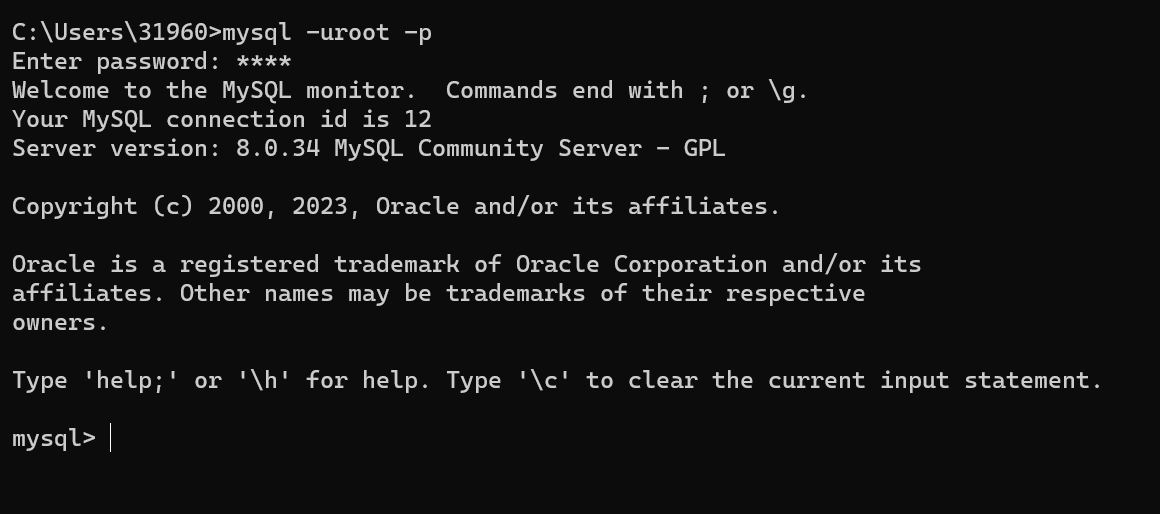 C:\Users\31960>mysql -uroot -p
Enter password: ****
Welcome to the MySQL monitor.  Commands end with ; or \g.
Your MySQL connection id is 12
Server version: 8.0.34 MySQL Community Server - GPL
Copyright (c) 2000, 2023, Oracle and/or its affiliates.
Oracle is a registered trademark of Oracle Corporation and/or its
affiliates. Other names may be trademarks of their respective
owners.
Type 'help;' or '\h' for help. Type '\c' to clear the current input statement.
mysql>